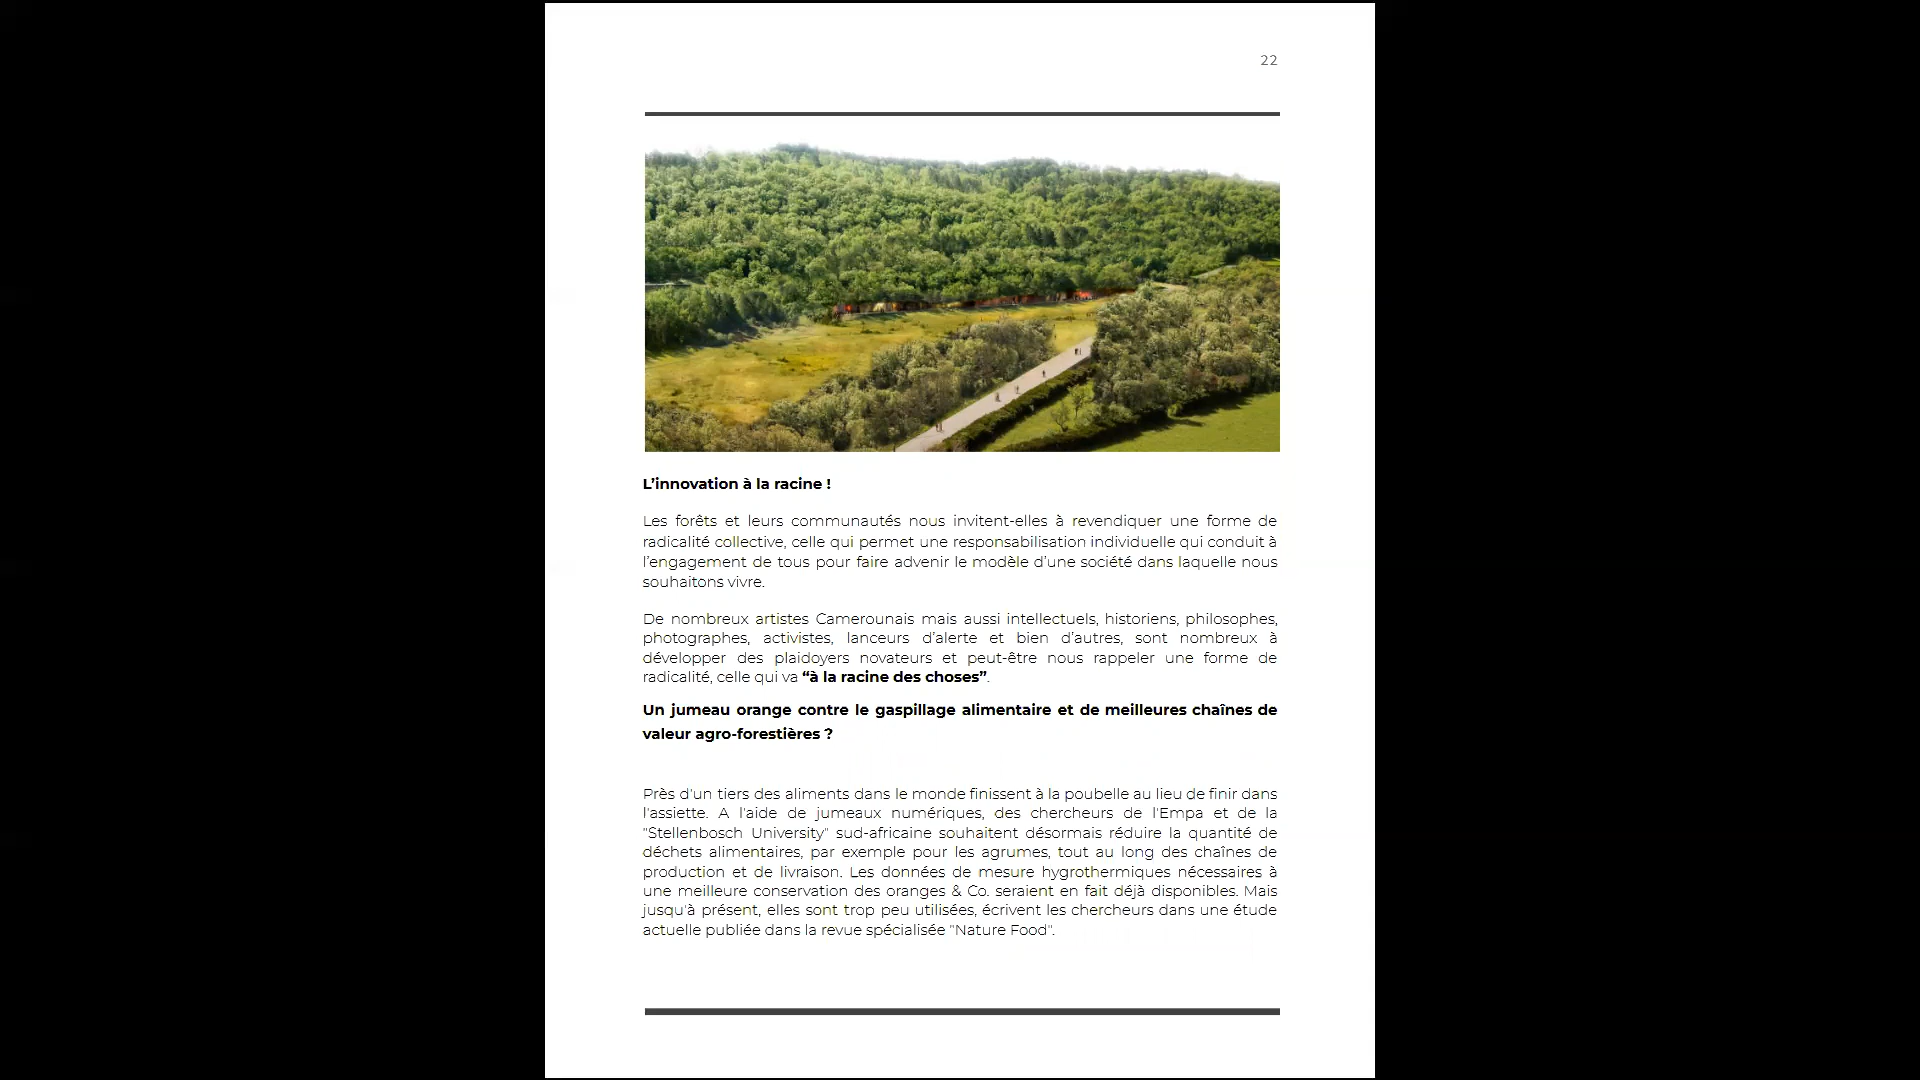 22
L’innovation à la racine !
Les forêts et leurs communautés nous invitent-elles à revendiquer une forme de
radicalité collective, celle qui permet une responsabilisation individuelle qui conduit à
l’engagement de tous pour faire advenir le modèle d’une société dans laquelle nous
souhaitons vivre.
De nombreux artistes Camerounais mais aussi intellectuels, historiens, philosophes,
photographes, activistes, lanceurs d’alerte et bien d’autres, sont nombreux à
développer des plaidoyers novateurs et peut-être nous rappeler une forme de
radicalité, celle qui va “à la racine des choses”.
Un jumeau orange contre le gaspillage alimentaire et de meilleures chaînes de
valeur agro-forestières ?
Près d'un tiers des aliments dans le monde finissent à la poubelle au lieu de finir dans
l'assiette. A l'aide de jumeaux numériques, des chercheurs de l'Empa et de la
"Stellenbosch University" sud-africaine souhaitent désormais réduire la quantité de
déchets alimentaires, par exemple pour les agrumes, tout au long des chaînes de
production et de livraison. Les données de mesure hygrothermiques nécessaires à
une meilleure conservation des oranges & Co. seraient en fait déjà disponibles. Mais
jusqu'à présent, elles sont trop peu utilisées, écrivent les chercheurs dans une étude
actuelle publiée dans la revue spécialisée "Nature Food".